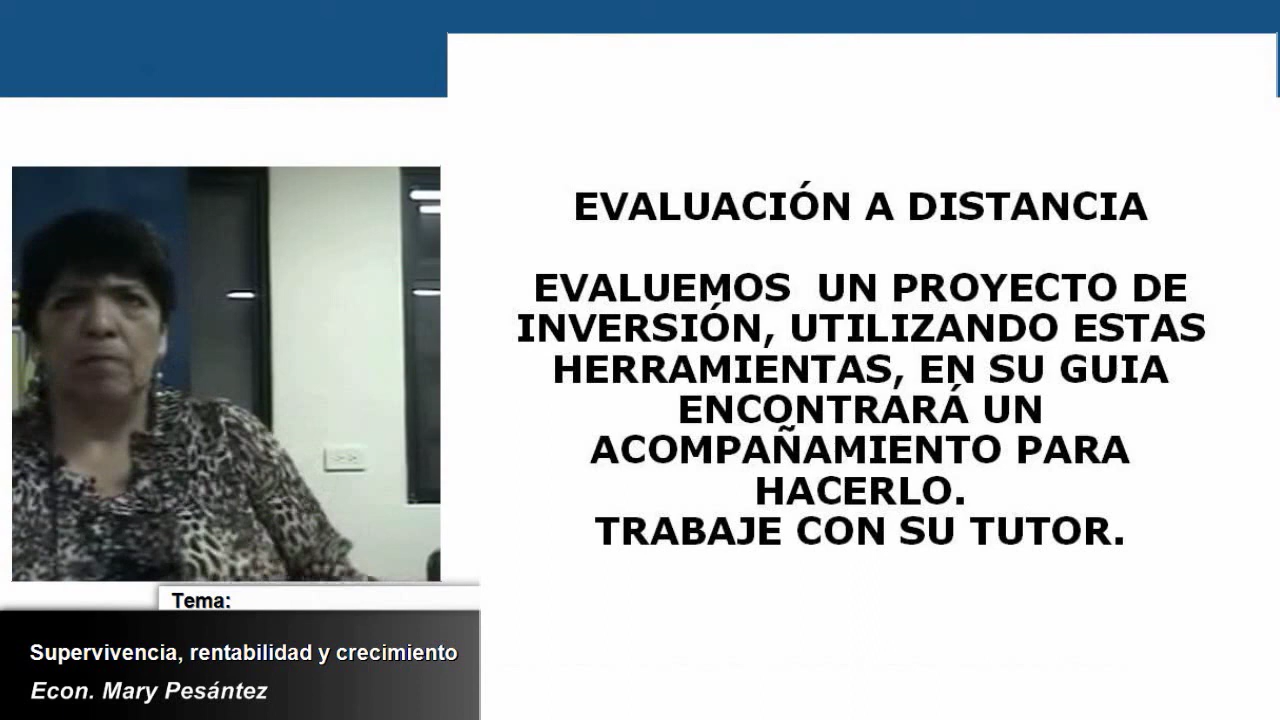 EVALUACIÓN A DISTANCIA
EVALUEMOS UN PROYECTO DE
INVERSIÓN, UTILIZANDO ESTAS
HERRAMIENTAS, EN SU GUIA
ENCONTRARÁ UN
ACOMPAÑAMIENTO PARA
HACERLO.
TRABAJE CON SU TUTOR.
Tema:
Supervivencia, rentabilidad y crecimiento
Econ. Mary Pesántez